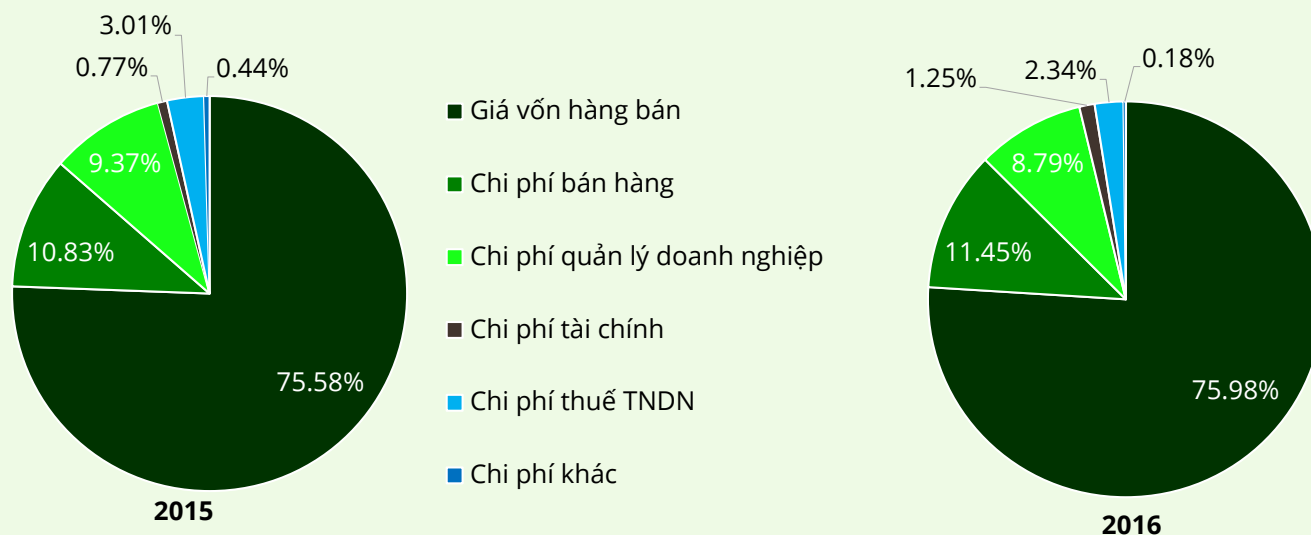 3.01%
0.77%
0.44%
9.37%
10.83%
75.58%
2015
Giá vốn hàng bán
Chi phí bán hàng
Chi phí quản lý doanh nghiệp
Chi phí tài chính
Chi phí thuế TNDN
Chi phí khác
1.25%
2.34%
0.18%
8.79%
11.45%
75.98%
2016